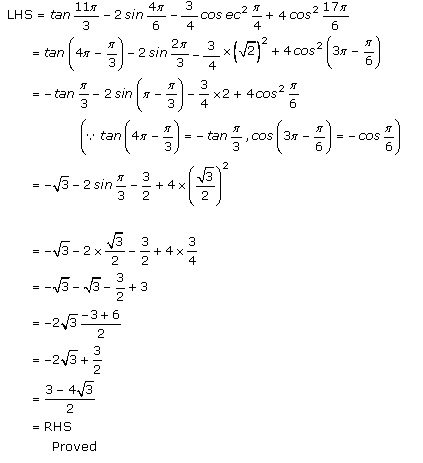 LHS = tan 11π/3 − 2 sin 4π/6 − 3/4 cos ec² π/4 + 4 cos² 17π/6
= tan (4π − π/3) − 2 sin 2π/3 − 3/4 × (√2)² + 4 cos² (3π − π/6)
= − tan π/3 − 2 sin (π − π/3) − 3/4 × 2 + 4cos² π/6
(∵ tan (4π − π/3) = − tan π/3 , cos (3π − π/6) = − cos π/6)
= −√3 − 2 sin π/3 − 3/2 + 4 × (√3/2)²
= −√3 − 2 × √3/2 − 3/2 + 4 × 3/4
= −√3 − √3 − 3/2 + 3
= −2√3 (−3 + 6)/2
= −2√3 + 3/2
= (3 − 4√3)/2
= RHS
Proved